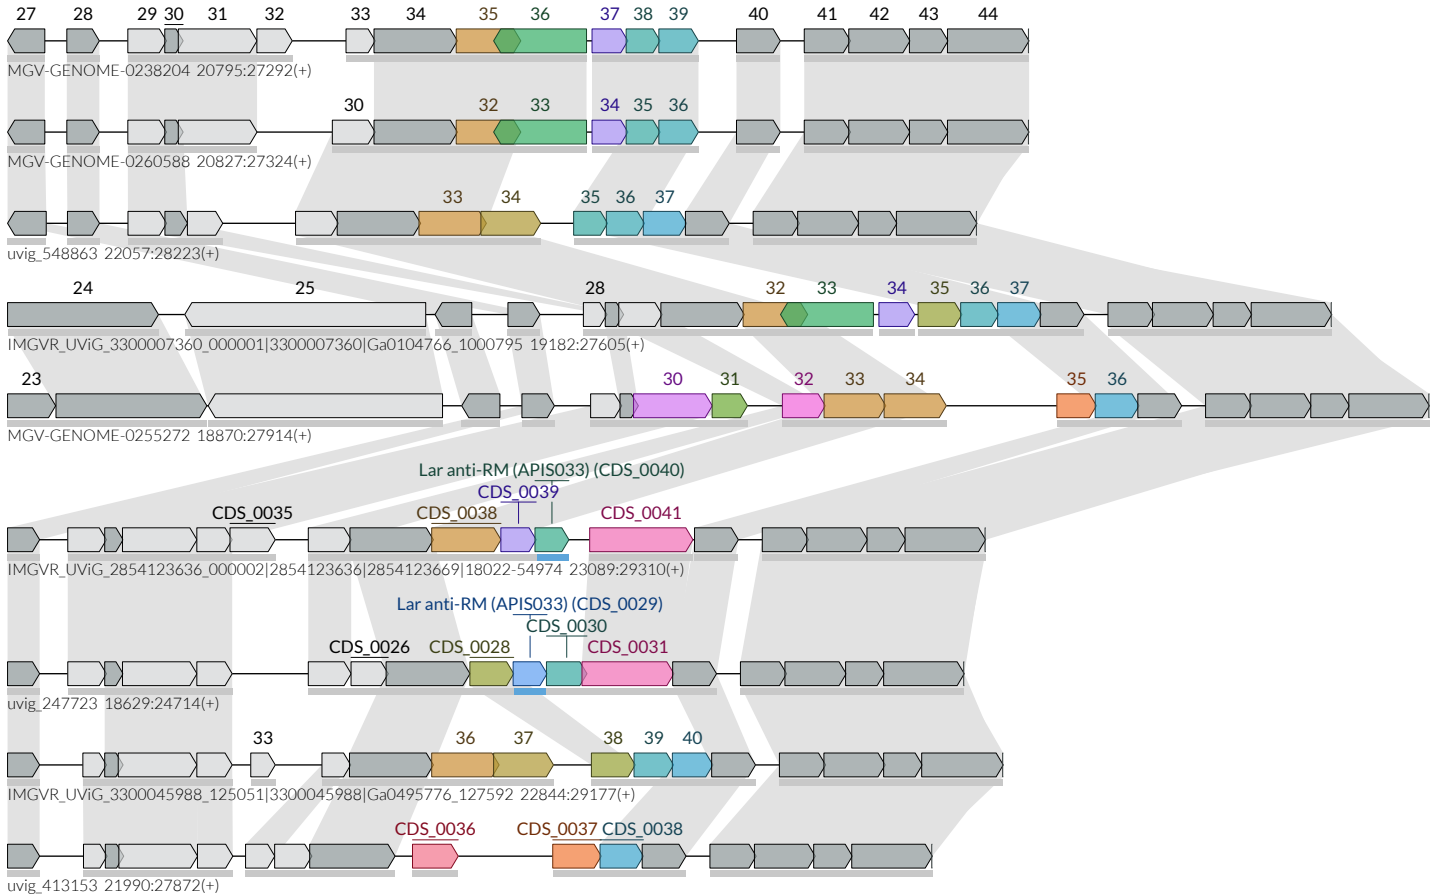 27 28 29 30 31 32 33 34 35 36 37 38 39 40 41 42 43 44
MGV-GENOME-0238204 20795:27292(+)
30 32 33 34 35 36
MGV-GENOME-0260588 20827:27324(+)
33 34 35 36 37
uvig_548863 22057:28223(+)
24 25 28 32 33 34 35 36 37
IMGVR_UViG_3300007360_000001|3300007360|Ga0104766_1000795 19182:27605(+)
23 30 31 32 33 34 35 36
MGV-GENOME-0255272 18870:27914(+)
Lar anti-RM (APIS033) (CDS_0040)
CDS_0039
CDS_0035 CDS_0038 CDS_0041
IMGVR_UViG_2854123636_000002|2854123636|2854123669|18022-54974 23089:29310(+)
Lar anti-RM (APIS033) (CDS_0029)
CDS_0030
CDS_0026 CDS_0028 CDS_0031
uvig_247723 18629:24714(+)
33 36 37 38 39 40
IMGVR_UViG_3300045988_125051|3300045988|Ga0495776_127592 22844:29177(+)
CDS_0036 CDS_0037 CDS_0038
uvig_413153 21990:27872(+)